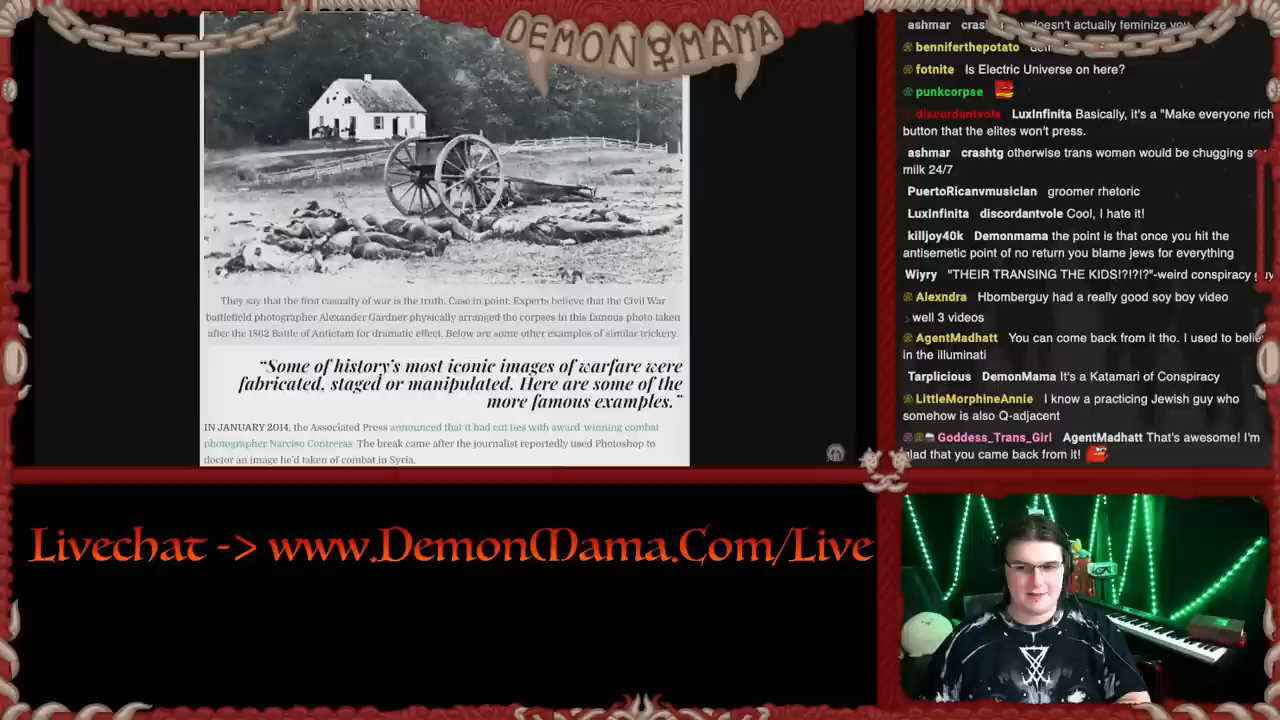 DEMON MAMA
They say that the first casualty of war is the truth. Case in point: Experts believe that the Civil War
battlefield photographer Alexander Gardner physically arranged the corpses in this famous photo taken
after the 1862 Battle of Antietam for dramatic effect. Below are some other examples of similar trickery.
“Some of history’s most iconic images of warfare were
fabricated, staged or manipulated. Here are some of the
more famous examples.”
IN JANUARY 2014, the Associated Press announced that it had cut ties with award-winning combat
photographer Narciso Contreras. The break came after the journalist reportedly used Photoshop to
doctor an image he’d taken of combat in Syria.
Livechat -> www.DemonMama.Com/Live
ashmar doesn't actually feminize you
benniferthepotato
fotnite Is Electric Universe on here?
punkcorpse
discordantvole LuxInfinita Basically, it's a "Make everyone rich
button that the elites won't press.
ashmar crashtg otherwise trans women would be chugging
milk 24/7
PuertoRicanvmusician groomer rhetoric
LuxInfinita discordantvole Cool, I hate it!
killjoy40k Demonmama the point is that once you hit the
antisemetic point of no return you blame jews for everything
Wiyry "THEIR TRANSING THE KIDS!?!?!?"-weird conspiracy
Alexndra Hbomberguy had a really good soy boy video
well 3 videos
AgentMadhatt You can come back from it tho. I used to
in the illuminati
Tarplicious DemonMama It's a Katamari of Conspiracy
LittleMorphineAnnie I know a practicing Jewish guy who
somehow is also Q-adjacent
Goddess_Trans_Girl AgentMadhatt That's awesome! I'm
glad that you came back from it!